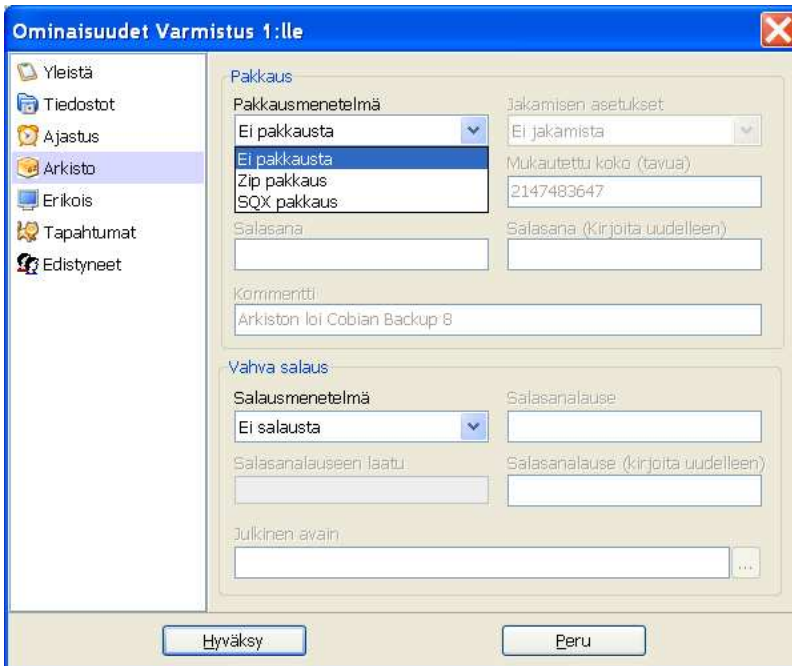 Ominaisuudet Varmistus 1:lle
Yleistä
Tiedostot
Ajastus
Arkisto
Erikois
Tapahtumat
Edistyneet
Pakkaus
Pakkausmenetelmä
Jakamisen asetukset
Ei pakkausta
Ei jakamista
Ei pakkausta
Zip pakkaus
SQX pakkaus
Mukautettu koko (tavua)
2147483647
Salasana
Salasana (Kirjoita uudelleen)
Kommentti
Arkiston loi Cobian Backup 8
Vahva salaus
Salausmenetelmä
Salasanalause
Ei salausta
Salasanalauseen laatu
Salasanalause (kirjoita uudelleen)
Julkinen avain
...
Hyväksy
Peru